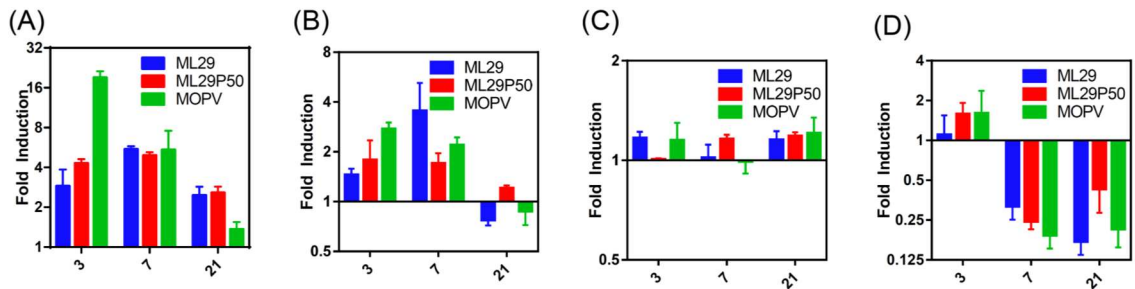 (A)
Fold Induction
32
16
8
4
2
1
ML29
ML29P50
MOPV
3 7 21
(B)
Fold Induction
8
4
2
1
0.5
ML29
ML29P50
MOPV
3 7 21
(C)
Fold Induction
2
1
0.5
ML29
ML29P50
MOPV
3 7 21
(D)
Fold Induction
4
2
1
0.5
0.25
0.125
ML29
ML29P50
MOPV
3 7 21